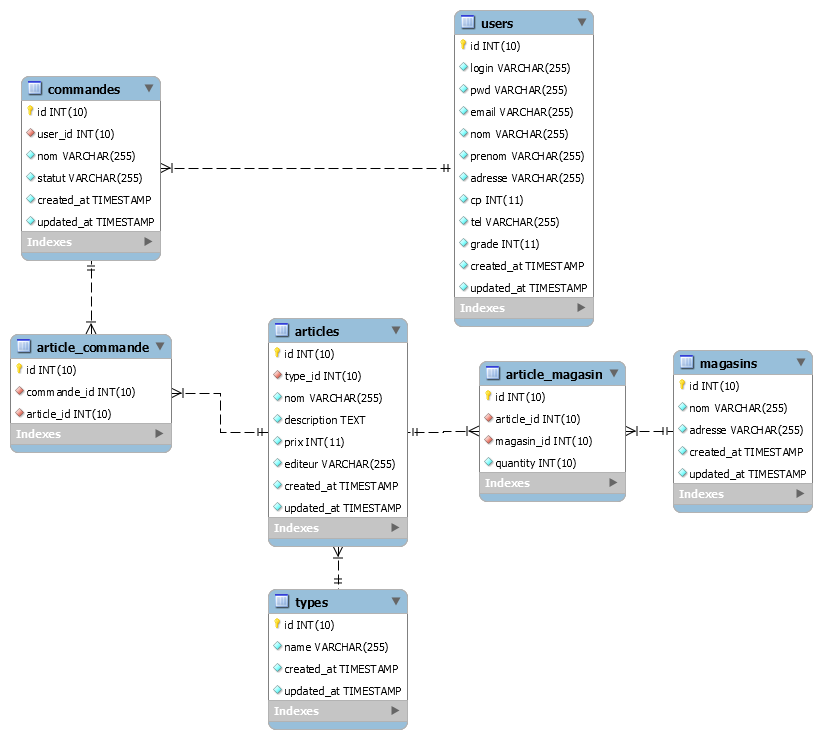 users
id INT(10)
login VARCHAR(255)
pwd VARCHAR(255)
email VARCHAR(255)
nom VARCHAR(255)
prenom VARCHAR(255)
adresse VARCHAR(255)
cp INT(11)
tel VARCHAR(255)
grade INT(11)
created_at TIMESTAMP
updated_at TIMESTAMP
Indexes
commandes
id INT(10)
user_id INT(10)
nom VARCHAR(255)
statut VARCHAR(255)
created_at TIMESTAMP
updated_at TIMESTAMP
Indexes
article_commande
id INT(10)
commande_id INT(10)
article_id INT(10)
Indexes
articles
id INT(10)
type_id INT(10)
nom VARCHAR(255)
description TEXT
prix INT(11)
editeur VARCHAR(255)
created_at TIMESTAMP
updated_at TIMESTAMP
Indexes
article_magasin
id INT(10)
article_id INT(10)
magasin_id INT(10)
quantity INT(10)
Indexes
magasins
id INT(10)
nom VARCHAR(255)
adresse VARCHAR(255)
created_at TIMESTAMP
updated_at TIMESTAMP
Indexes
types
id INT(10)
name VARCHAR(255)
created_at TIMESTAMP
updated_at TIMESTAMP
Indexes